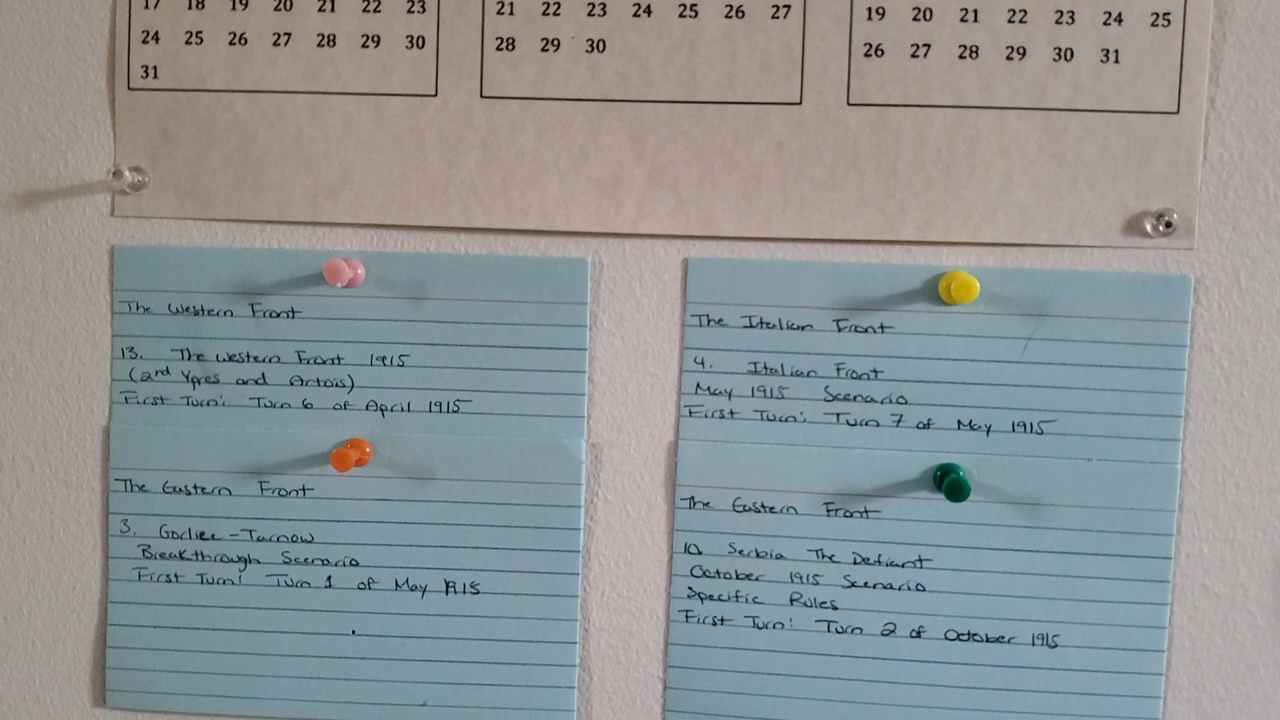 17 18 19 20 21 22 23
24 25 26 27 28 29 30
31
21 22 23 24 25 26 27
28 29 30
19 20 21 22 23 24 25
26 27 28 29 30 31
The Western Front
13. The Western Front 1915
(2nd Ypres and Artois)
First Turn: Turn 6 of April 1915
The Eastern Front
3. Gorliec-Tarnow
Breakthrough Scenario
First Turn: Turn 1 of May 1915
The Italian Front
4. Italian Front
May 1915 Scenario
First Turn: Turn 7 of May 1915
The Eastern Front
10. Serbia The Defiant
October 1915 Scenario
Specific Rules
First Turn: Turn 2 of October 1915